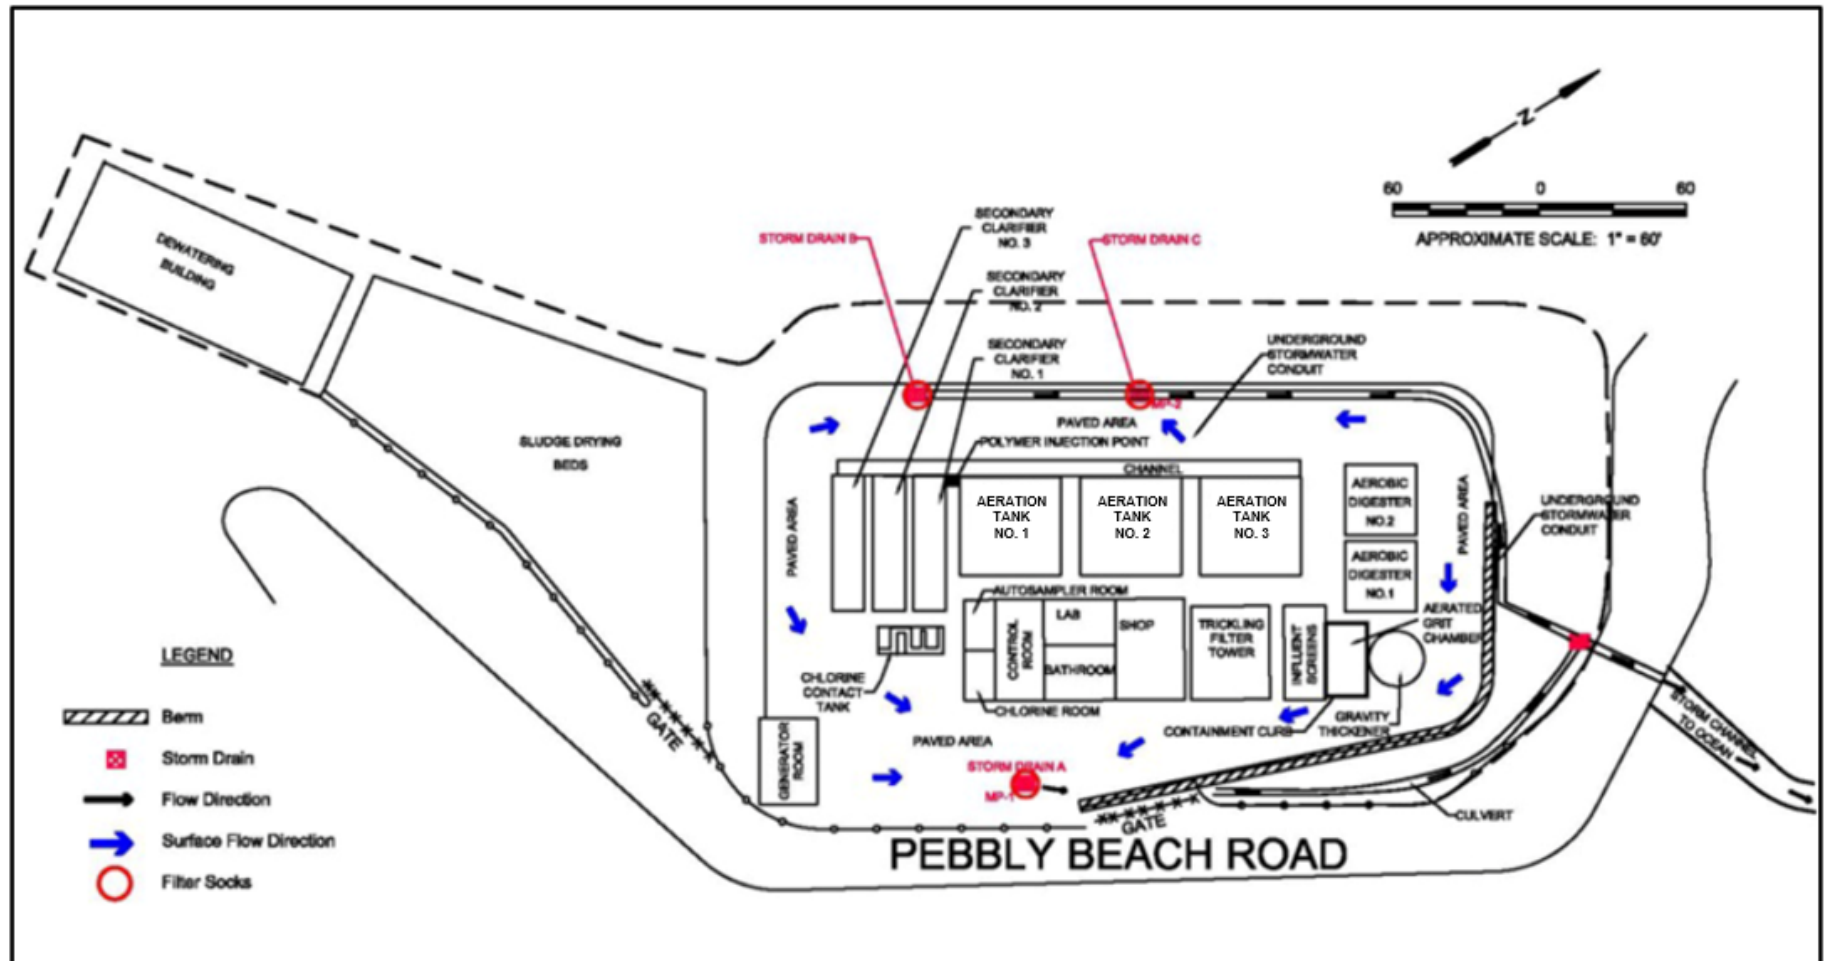 Z
60 0 60
APPROXIMATE SCALE: 1" = 60'
SECONDARY
CLARIFIER
NO. 3
STORM DRAIN B
STORM DRAIN C
SECONDARY
CLARIFIER
NO. 2
DEWATERING
BUILDING
SECONDARY
CLARIFIER
NO. 1
UNDERGROUND
STORMWATER
CONDUIT
MP-2
PAVED AREA
POLYMER INJECTION POINT
SLUDGE DRYING
BEDS
CHANNEL
PAVED AREA
AERATION
TANK
NO. 1
AERATION
TANK
NO. 2
AERATION
TANK
NO. 3
AEROBIC
DIGESTER
NO.2
PAVED AREA
UNDERGROUND
STORMWATER
CONDUIT
AEROBIC
DIGESTER
NO.1
AUTOSAMPLER ROOM
CONTROL
ROOM
LAB
SHOP
BATHROOM
TRICKLING
FILTER
TOWER
INFLUENT
SCREENS
AERATED
GRIT
CHAMBER
CHLORINE
CONTACT
TANK
CHLORINE ROOM
CONTAINMENT CURB
GRAVITY
THICKENER
STORM CHANNEL
TO OCEAN
GATE
GENERATOR
ROOM
PAVED AREA
STORM DRAIN A
MP-1
GATE
CULVERT
PEBBLY BEACH ROAD
LEGEND
Berm
Storm Drain
Flow Direction
Surface Flow Direction
Filter Socks